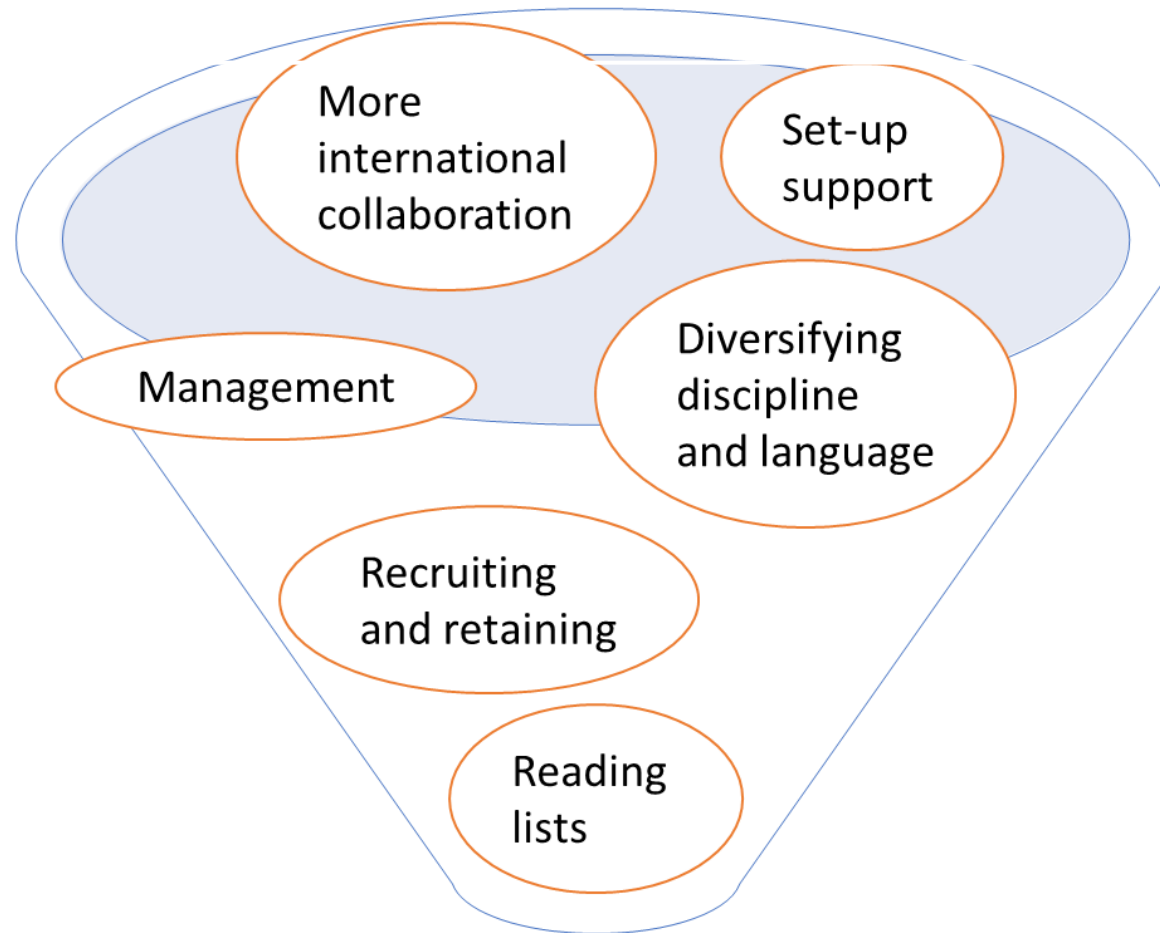 More
international
collaboration
Set-up
support
Management
Diversifying
discipline
and language
Recruiting
and retaining
Reading
lists